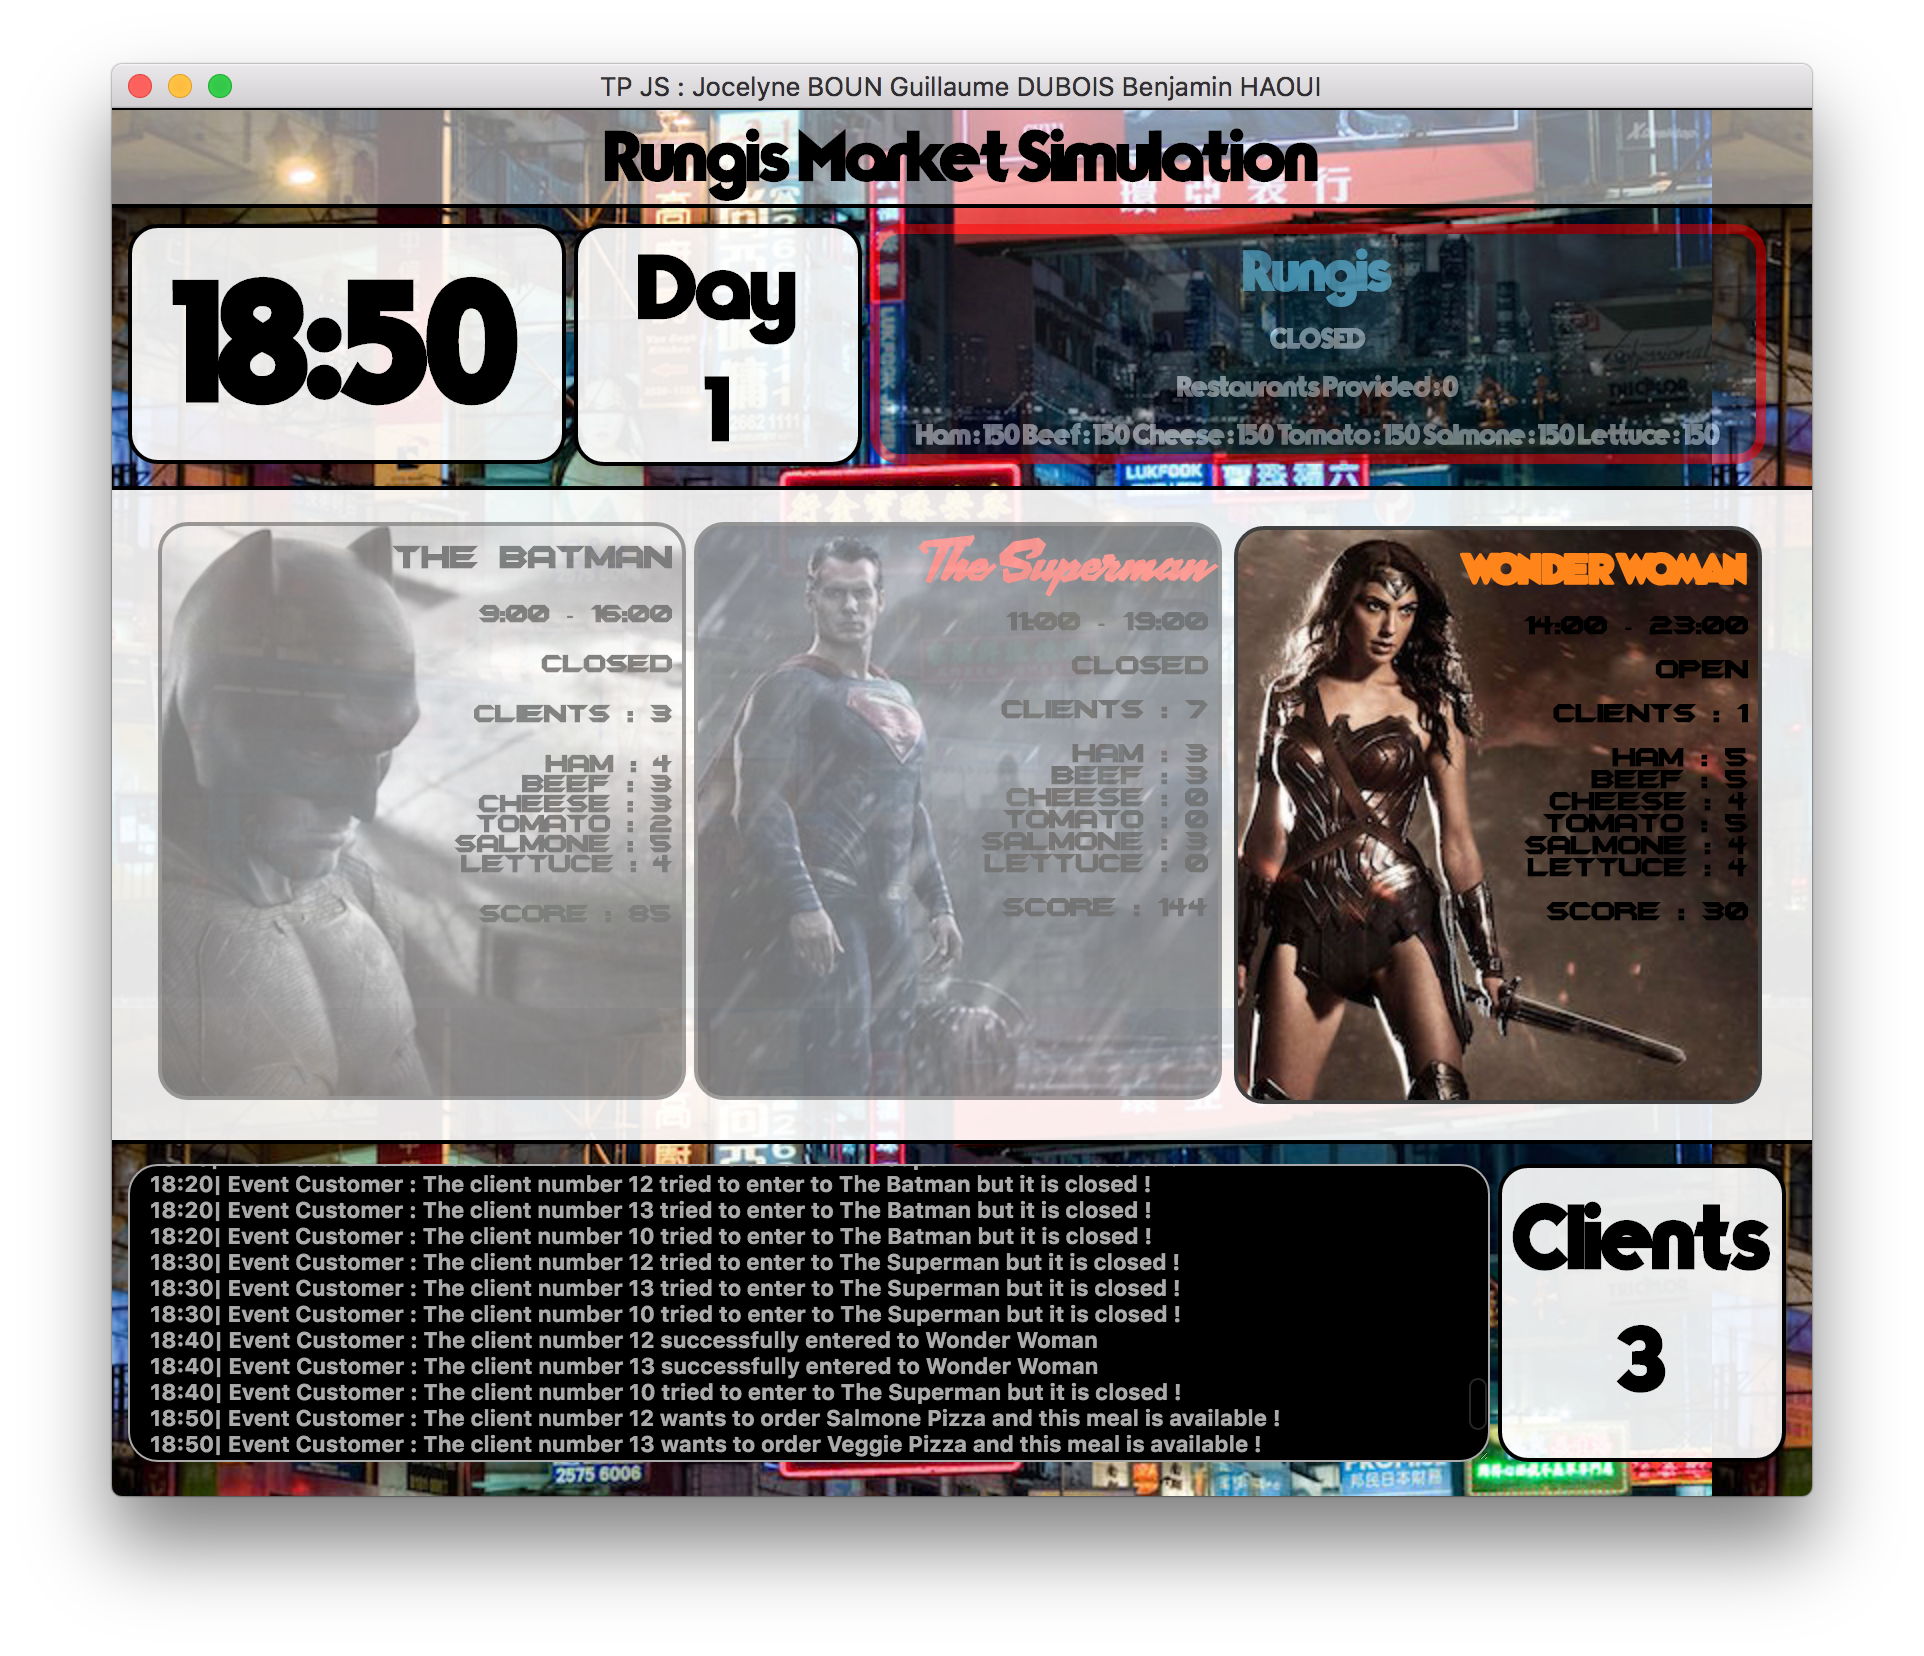 TP JS : Jocelyne BOUN Guillaume DUBOIS Benjamin HAOUI
Rungis Market Simulation
環亞表行
18:50
Day
1
Rungis
CLOSED
Restaurants Provided : 0
Ham : 150 Beef : 150 Cheese : 150 Tomato : 150 Salmone : 150 Lettuce : 150
LUKFOOK
THE BATMAN
9:00 - 16:00
CLOSED
CLIENTS : 3
HAM : 4
BEEF : 3
CHEESE : 3
TOMATO : 2
SALMONE : 5
LETTUCE : 4
SCORE : 85
The Superman
11:00 - 19:00
CLOSED
CLIENTS : 7
HAM : 3
BEEF : 3
CHEESE : 0
TOMATO : 0
SALMONE : 3
LETTUCE : 0
SCORE : 144
WONDER WOMAN
14:00 - 23:00
OPEN
CLIENTS : 1
HAM : 5
BEEF : 5
CHEESE : 4
TOMATO : 5
SALMONE : 4
LETTUCE : 4
SCORE : 30
18:20| Event Customer : The client number 12 tried to enter to The Batman but it is closed !
18:20| Event Customer : The client number 13 tried to enter to The Batman but it is closed !
18:20| Event Customer : The client number 10 tried to enter to The Batman but it is closed !
18:30| Event Customer : The client number 12 tried to enter to The Superman but it is closed !
18:30| Event Customer : The client number 13 tried to enter to The Superman but it is closed !
18:30| Event Customer : The client number 10 tried to enter to The Superman but it is closed !
18:40| Event Customer : The client number 12 successfully entered to Wonder Woman
18:40| Event Customer : The client number 13 successfully entered to Wonder Woman
18:40| Event Customer : The client number 10 tried to enter to The Superman but it is closed !
18:50| Event Customer : The client number 12 wants to order Salmone Pizza and this meal is available !
18:50| Event Customer : The client number 13 wants to order Veggie Pizza and this meal is available !
Clients
3
2575 6006